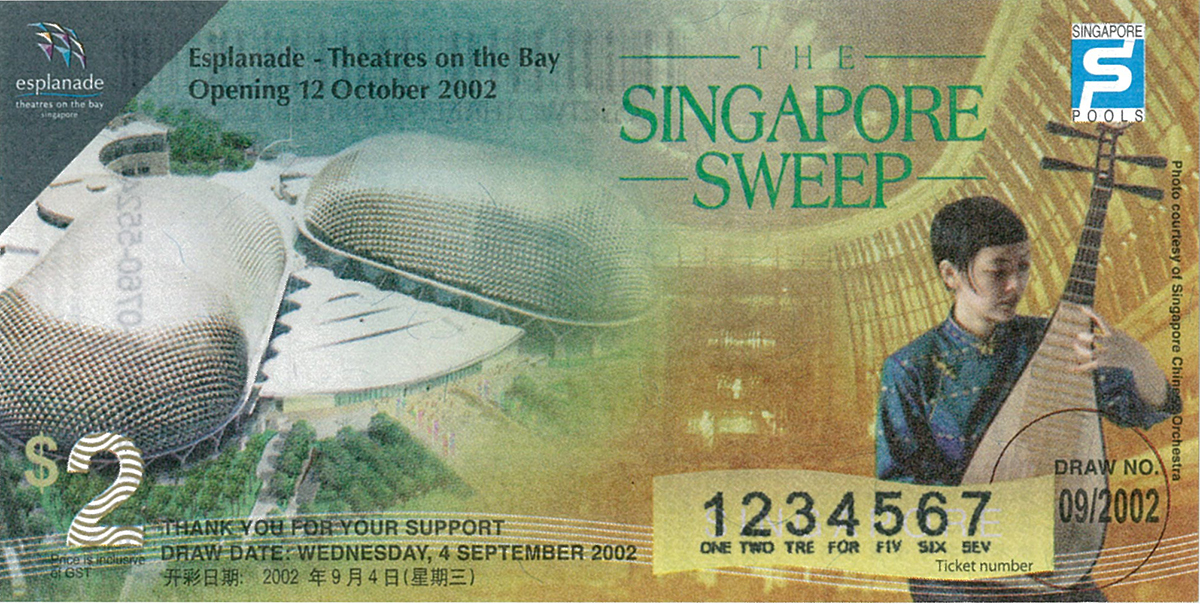 esplanade
theatres on the bay
singapore
Esplanade - Theatres on the Bay
Opening 12 October 2002
THE
SINGAPORE
SWEEP
SINGAPORE
POOLS
Photo courtesy of Singapore Chinese Orchestra
0760-552
$2
Price is inclusive
of GST
THANK YOU FOR YOUR SUPPORT
DRAW DATE: WEDNESDAY, 4 SEPTEMBER 2002
开彩日期: 2002 年9月4日(星期三)
1234567
ONE TWO TRE FOR FIV SIX SEV
Ticket number
DRAW NO.
09/2002